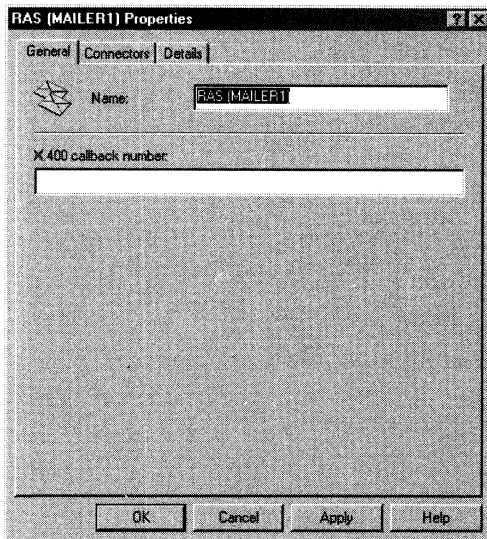 RAS (MAILER1) Properties
General Connectors Details
Name: RAS (MAILER1)
X.400 callback number:
OK Cancel Apply Help